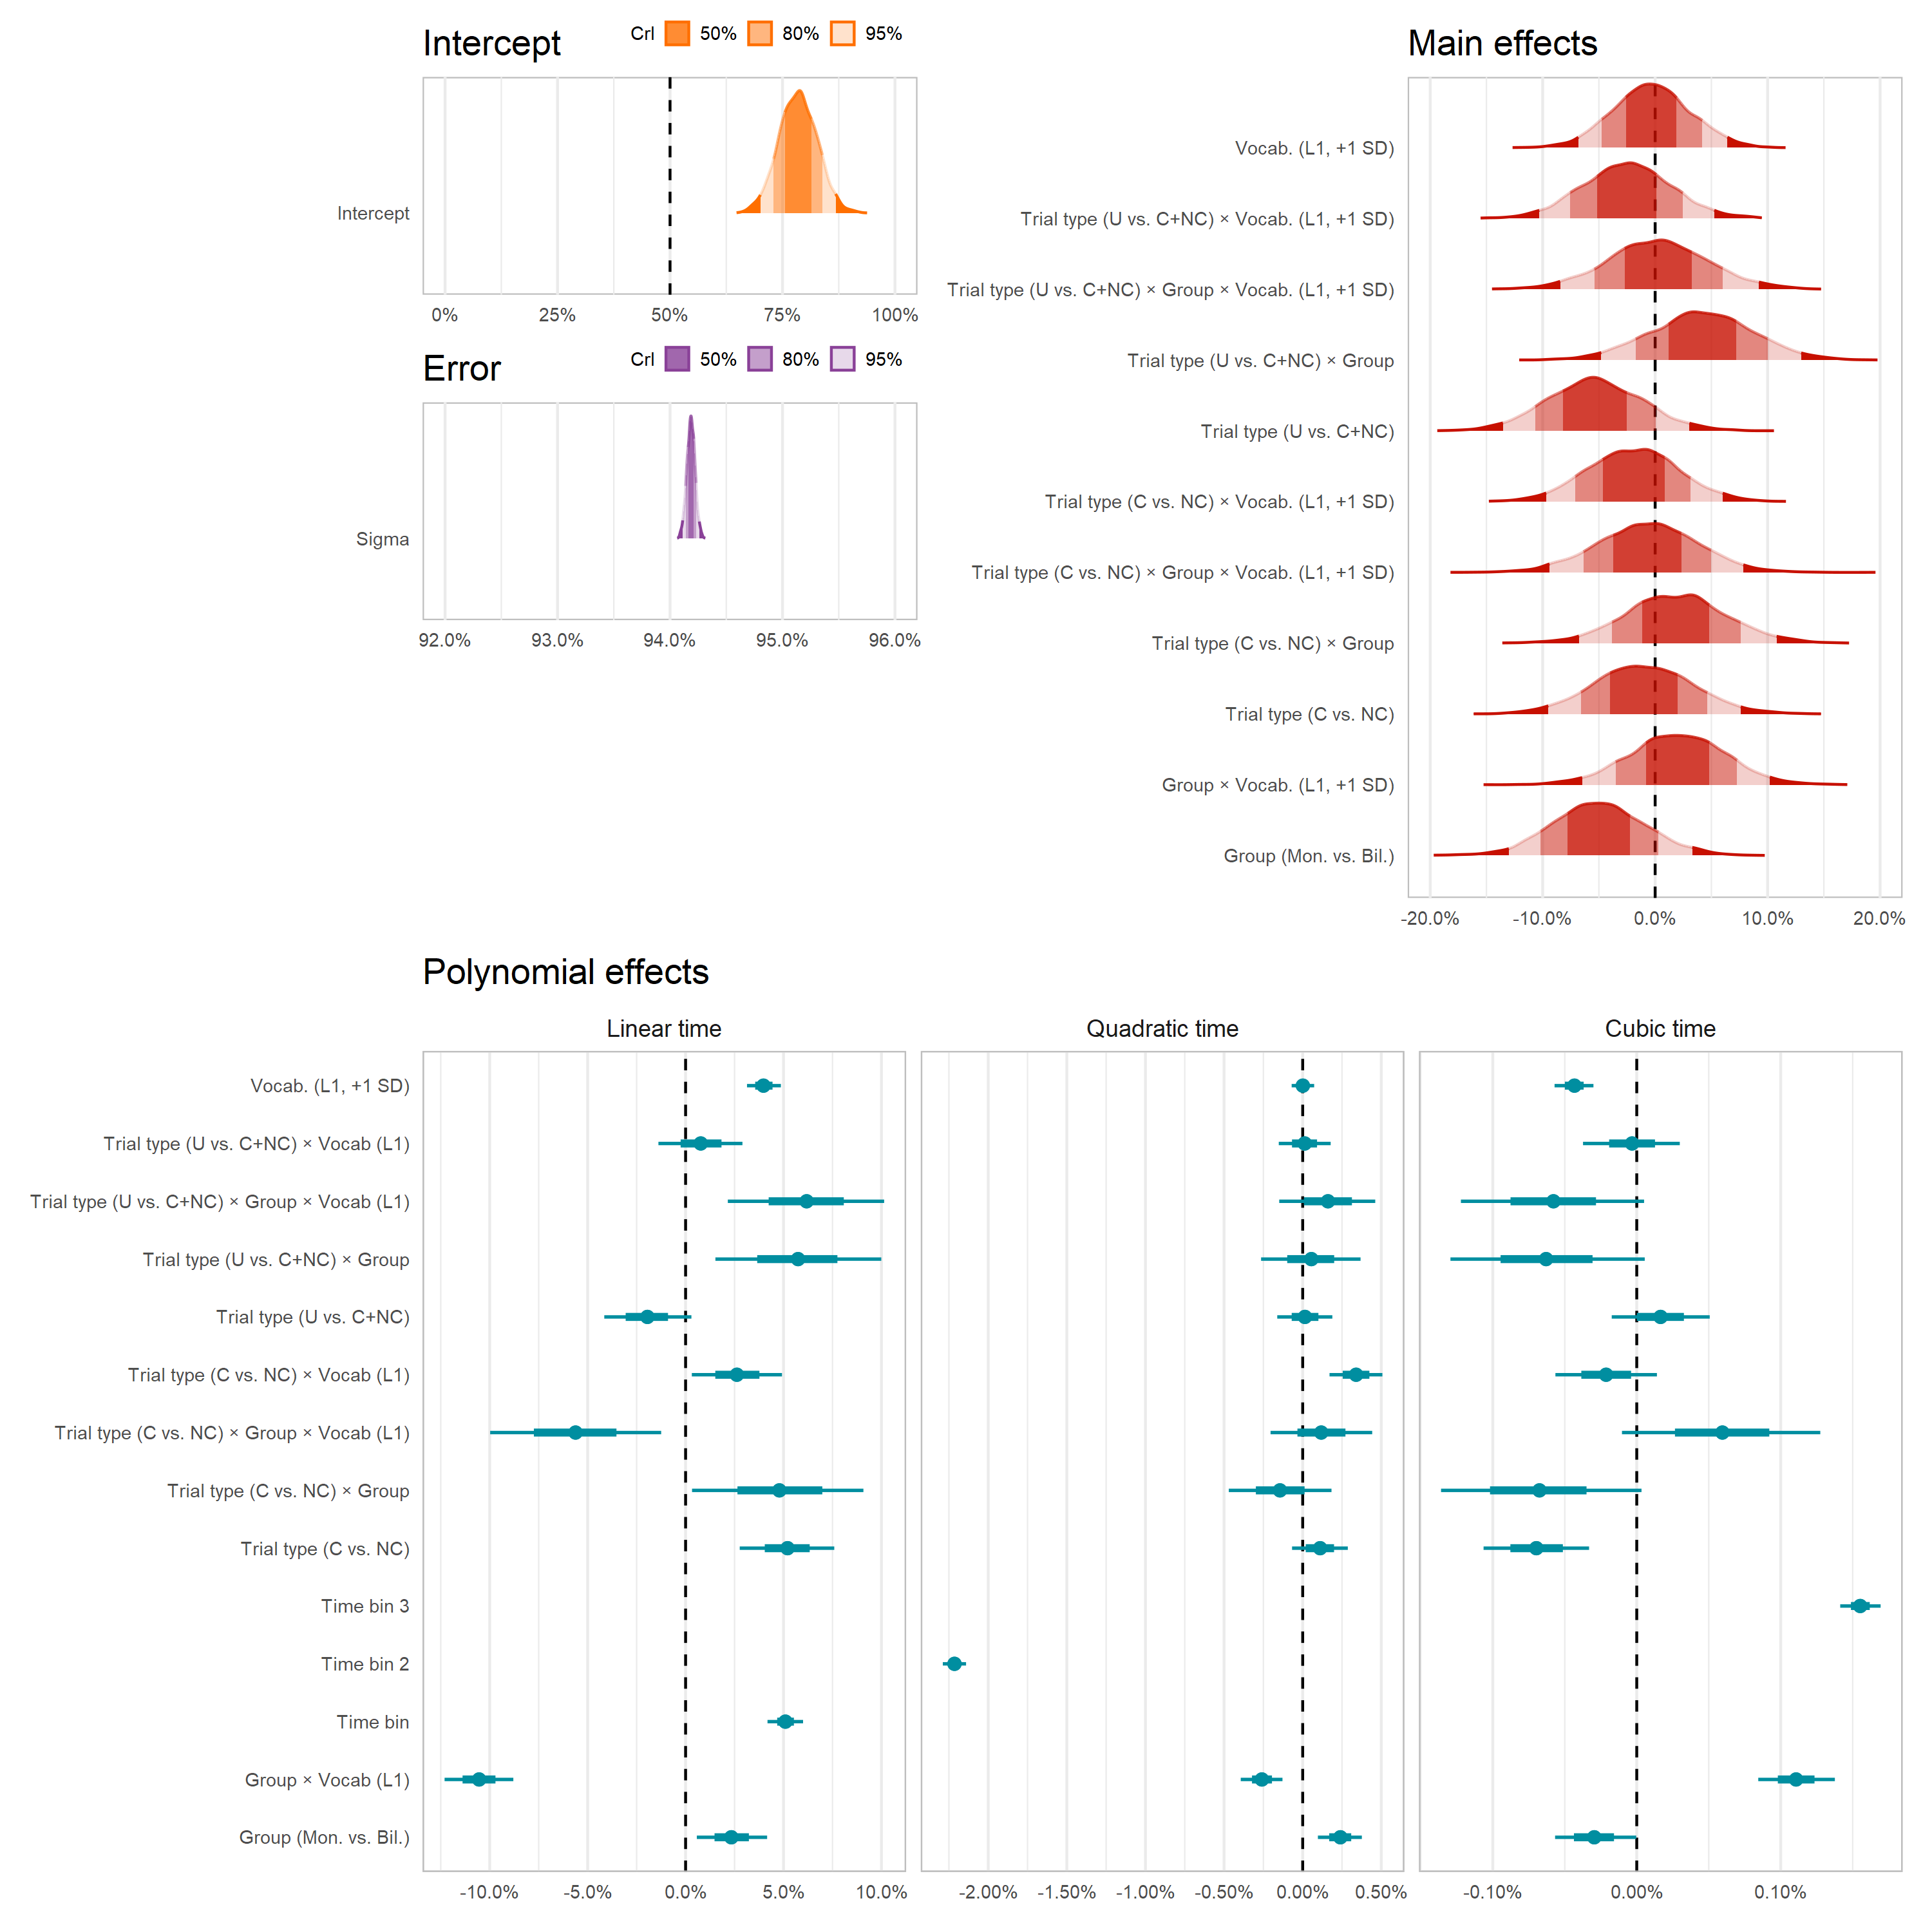 Intercept
CrI 50% 80% 95%
Intercept
0% 25% 50% 75% 100%
Error
CrI 50% 80% 95%
Sigma
92.0% 93.0% 94.0% 95.0% 96.0%
Main effects
Vocab. (L1, +1 SD)
Trial type (U vs. C+NC) × Vocab. (L1, +1 SD)
Trial type (U vs. C+NC) × Group × Vocab. (L1, +1 SD)
Trial type (U vs. C+NC) × Group
Trial type (U vs. C+NC)
Trial type (C vs. NC) × Vocab. (L1, +1 SD)
Trial type (C vs. NC) × Group × Vocab. (L1, +1 SD)
Trial type (C vs. NC) × Group
Trial type (C vs. NC)
Group × Vocab. (L1, +1 SD)
Group (Mon. vs. Bil.)
-20.0% -10.0% 0.0% 10.0% 20.0%
Polynomial effects
Linear time Quadratic time Cubic time
Vocab. (L1, +1 SD)
Trial type (U vs. C+NC) × Vocab (L1)
Trial type (U vs. C+NC) × Group × Vocab (L1)
Trial type (U vs. C+NC) × Group
Trial type (U vs. C+NC)
Trial type (C vs. NC) × Vocab (L1)
Trial type (C vs. NC) × Group × Vocab (L1)
Trial type (C vs. NC) × Group
Trial type (C vs. NC)
Time bin 3
Time bin 2
Time bin
Group × Vocab (L1)
Group (Mon. vs. Bil.)
-10.0% -5.0% 0.0% 5.0% 10.0% -2.00% -1.50% -1.00% -0.50% 0.00% 0.50% -0.10% 0.00% 0.10%